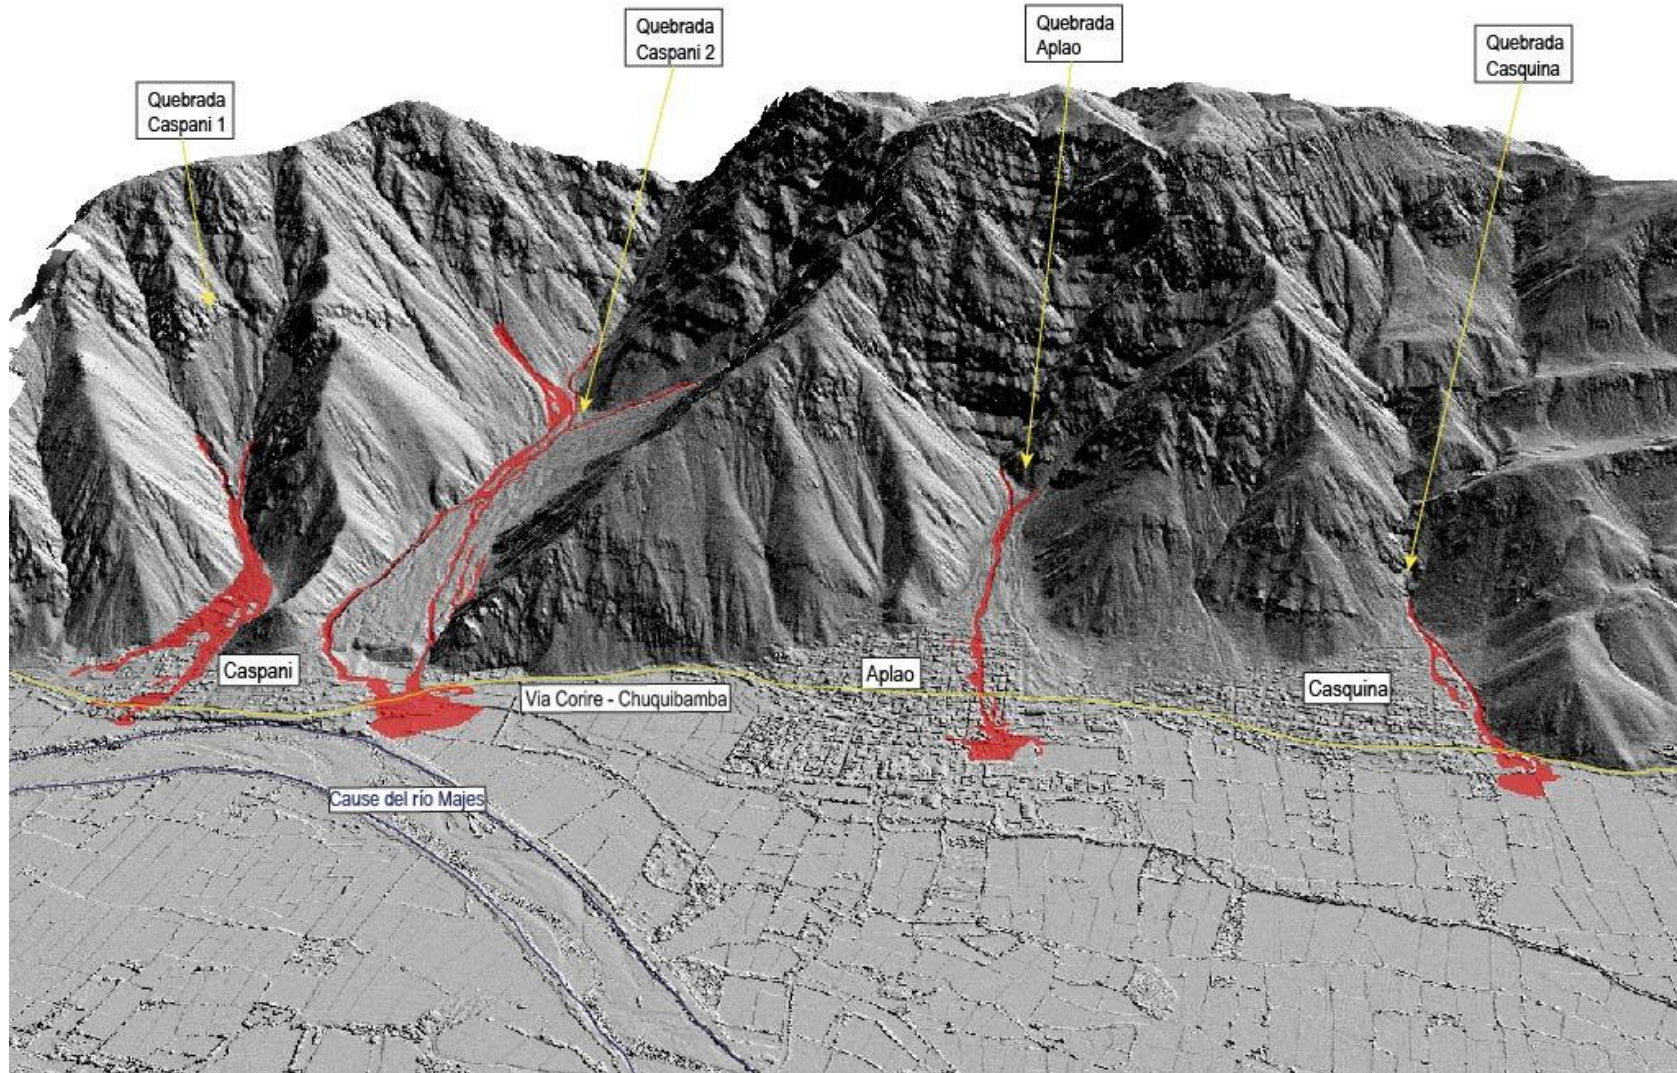 Quebrada
Caspani 1
Quebrada
Caspani 2
Quebrada
Aplao
Quebrada
Casquina
Caspani
Via Corire - Chuquibamba
Aplao
Casquina
Cause del río Majes